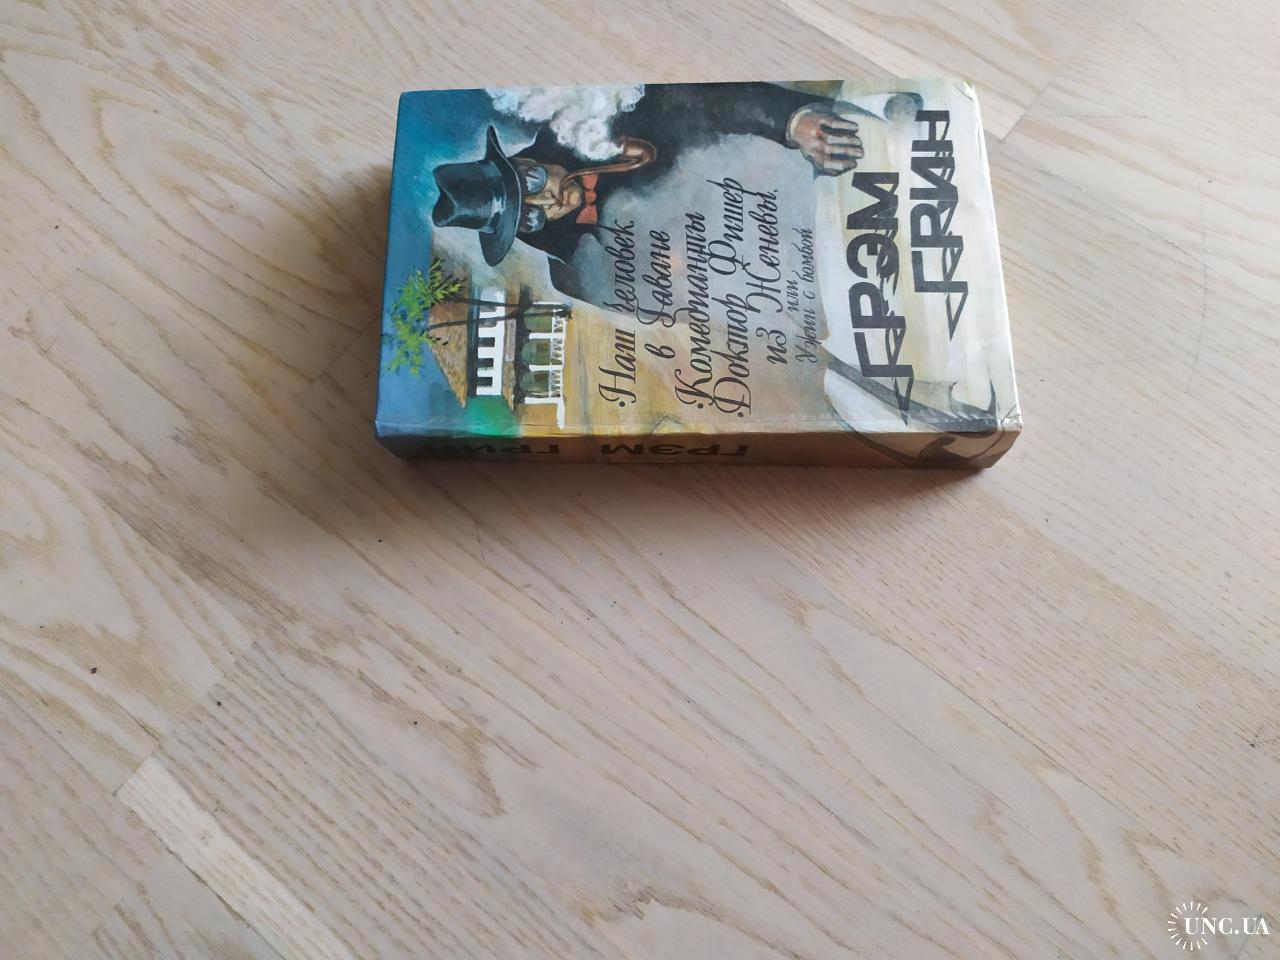 Наш человек
в Гаване
Комедианты
Доктор Фишер
из Женевы,
или
Ужин с бомбой
ГРЭМ
ГРИН
ГРЭМ ГРИН
UNC.UA